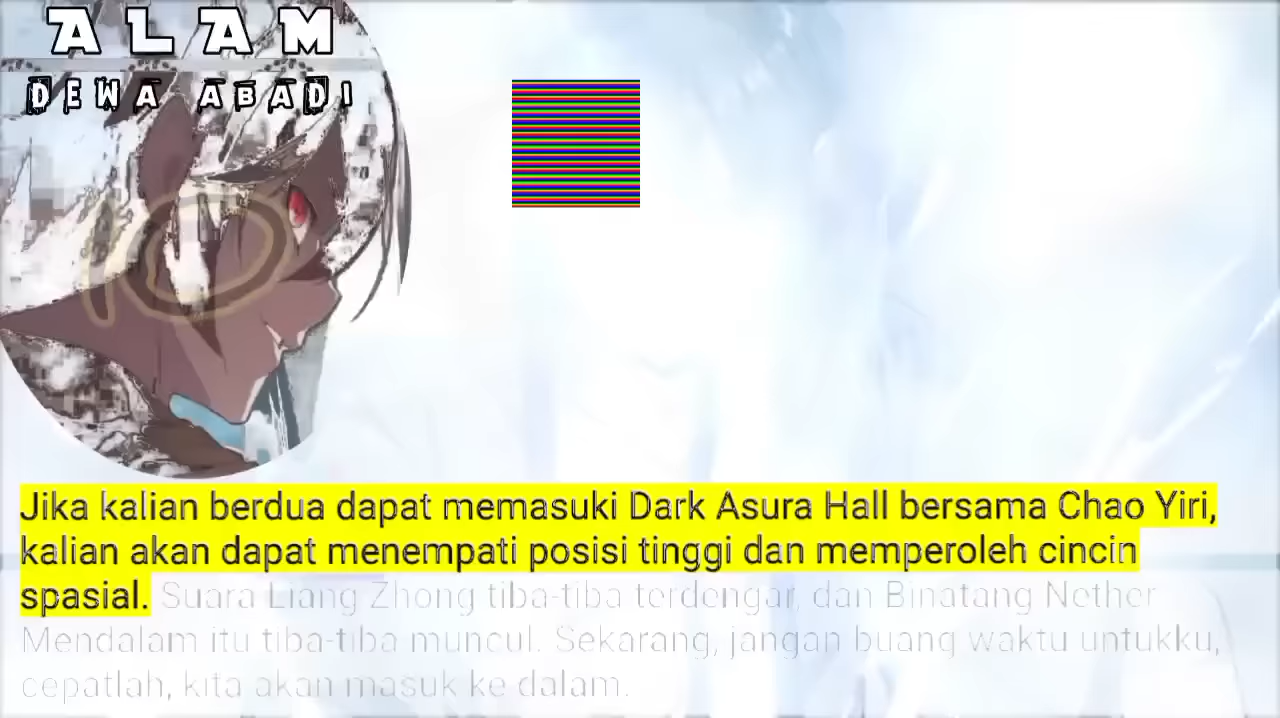 ALAM
DEWA ABADI
Jika kalian berdua dapat memasuki Dark Asura Hall bersama Chao Yiri,
kalian akan dapat menempati posisi tinggi dan memperoleh cincin
spasial. Suara Liang Zhong tiba-tiba terdengar, dan Binatang Nether
Mendalam itu tiba-tiba muncul. Sekarang, jangan buang waktu untukku,
cepatlah, kita akan masuk ke dalam.